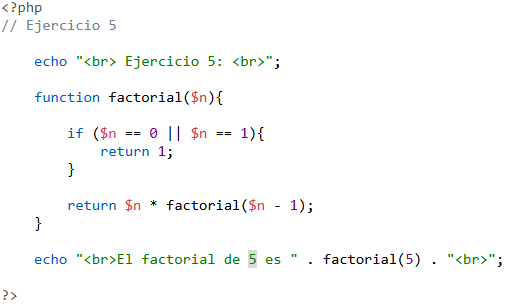 <?php
// Ejercicio 5
echo "<br> Ejercicio 5: <br>";
function factorial($n){
if ($n == 0 || $n == 1){
return 1;
}
return $n * factorial($n - 1);
}
echo "<br>El factorial de 5 es " . factorial(5) . "<br>";
?>